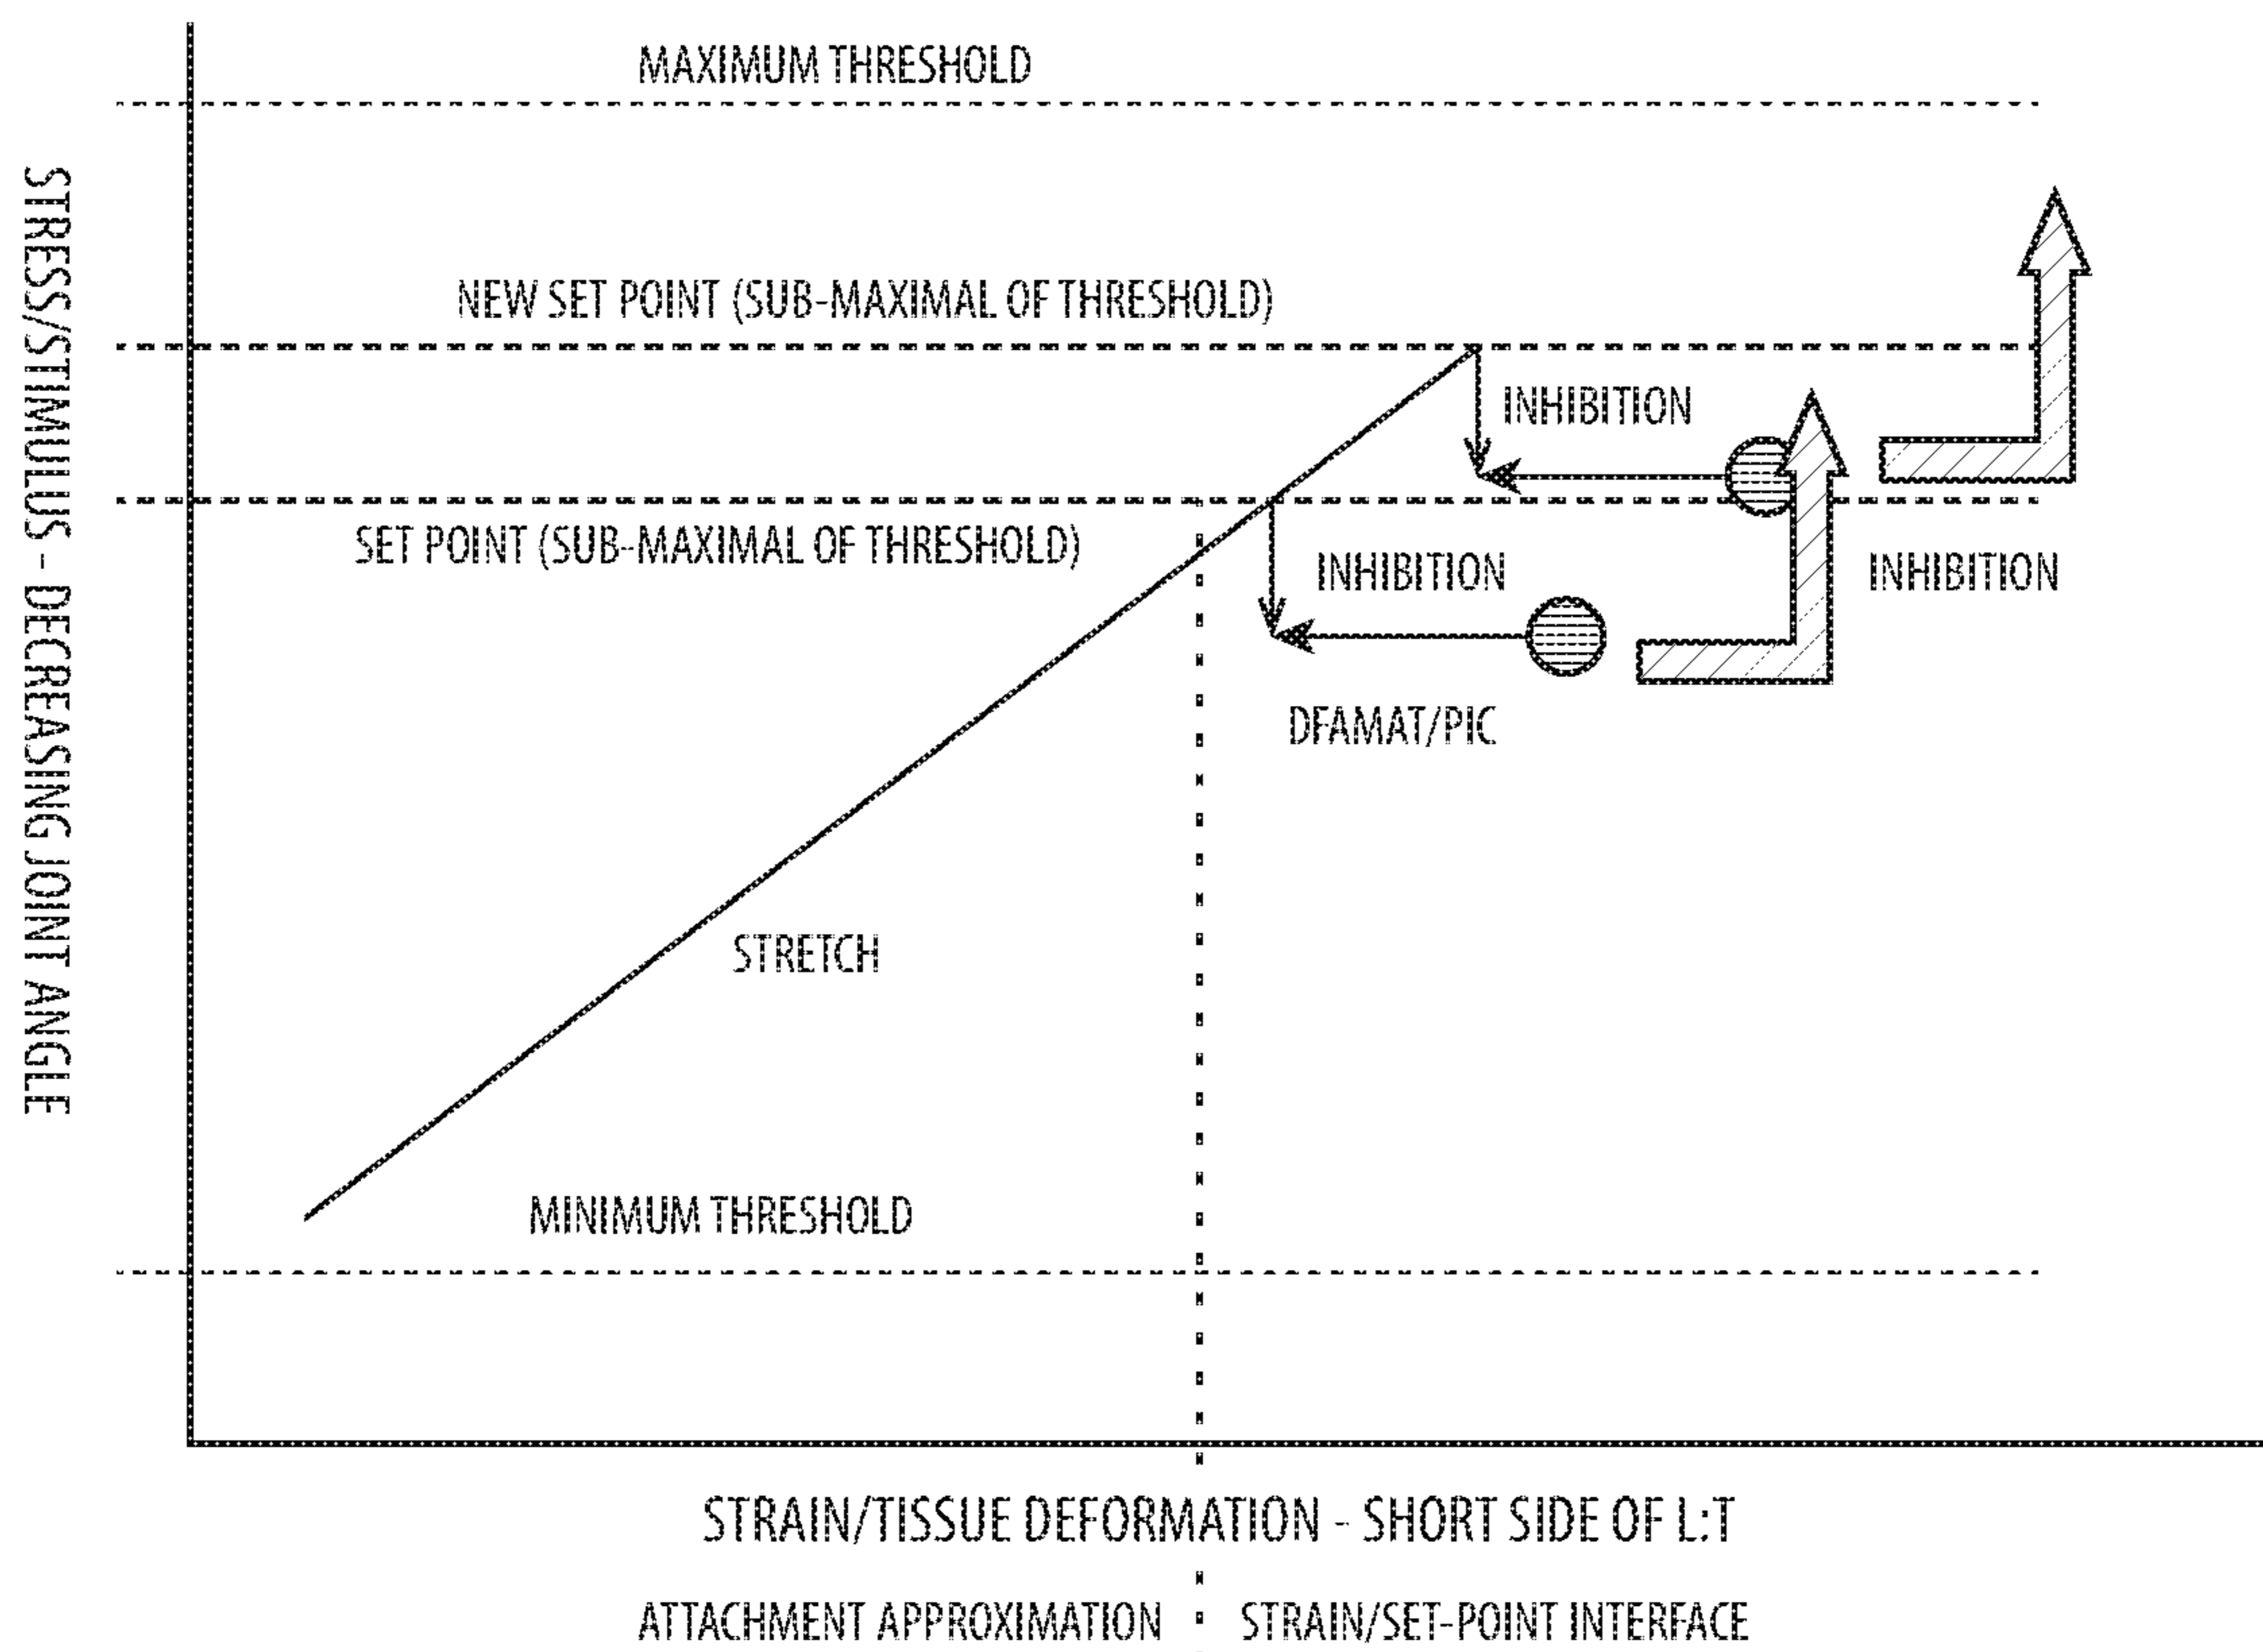 MAXIMUM THRESHOLD
STRESS/STIMULUS - DECREASING JOINT ANGLE
NEW SET POINT (SUB-MAXIMAL OF THRESHOLD)
INHIBITION
SET POINT (SUB-MAXIMAL OF THRESHOLD)
INHIBITION
INHIBITION
DFAMAT/PIC
STRETCH
MINIMUM THRESHOLD
STRAIN/TISSUE DEFORMATION - SHORT SIDE OF L:T
ATTACHMENT APPROXIMATION
STRAIN/SET-POINT INTERFACE